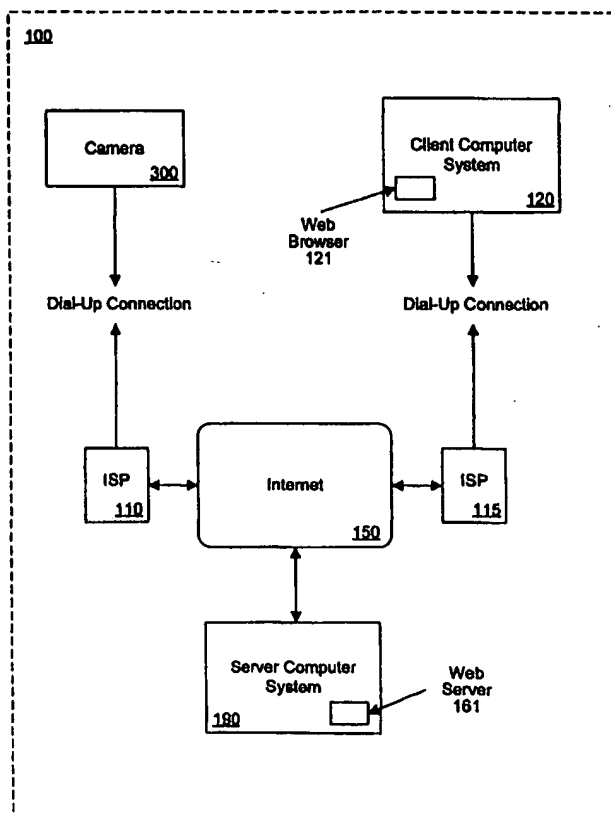 100
Camera
300
Client Computer
System
120
Web
Browser
121
Dial-Up Connection
Dial-Up Connection
ISP
110
Internet
150
ISP
115
Server Computer
System
Web
Server
161